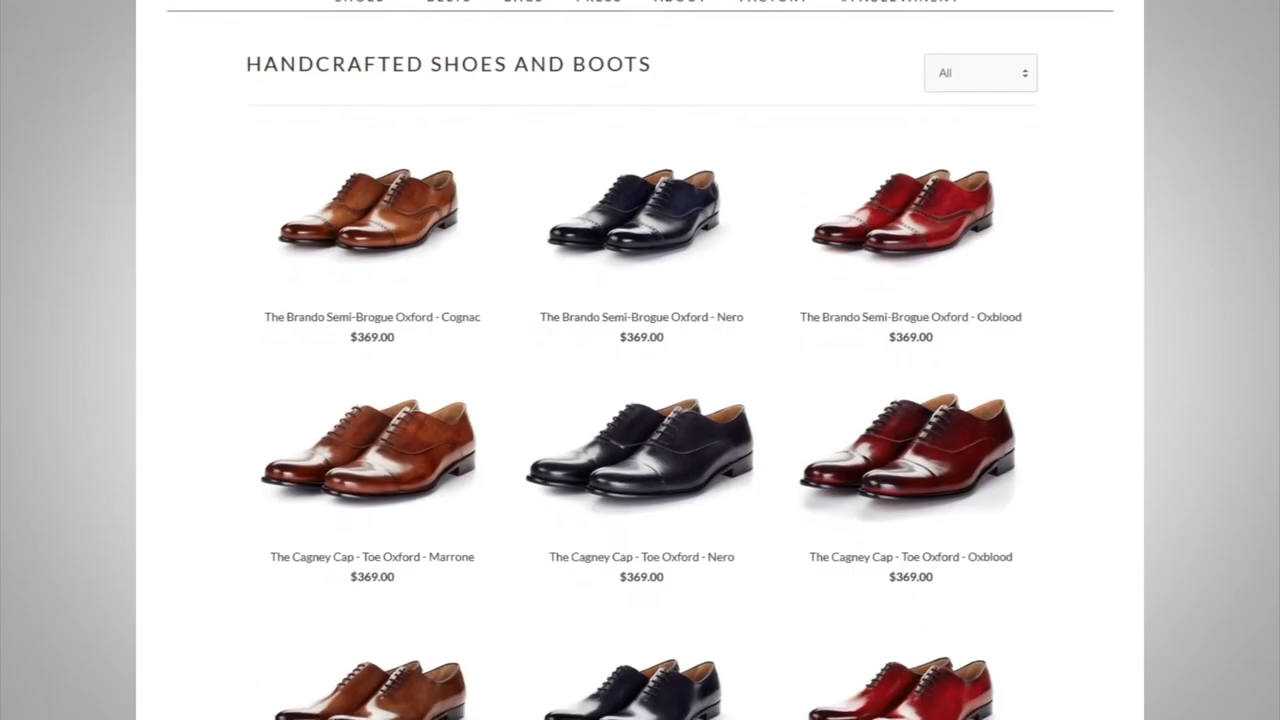 HANDCRAFTED SHOES AND BOOTS
All
The Brando Semi-Brogue Oxford - Cognac
$369.00
The Brando Semi-Brogue Oxford - Nero
$369.00
The Brando Semi-Brogue Oxford - Oxblood
$369.00
The Cagney Cap - Toe Oxford - Marrone
$369.00
The Cagney Cap - Toe Oxford - Nero
$369.00
The Cagney Cap - Toe Oxford - Oxblood
$369.00